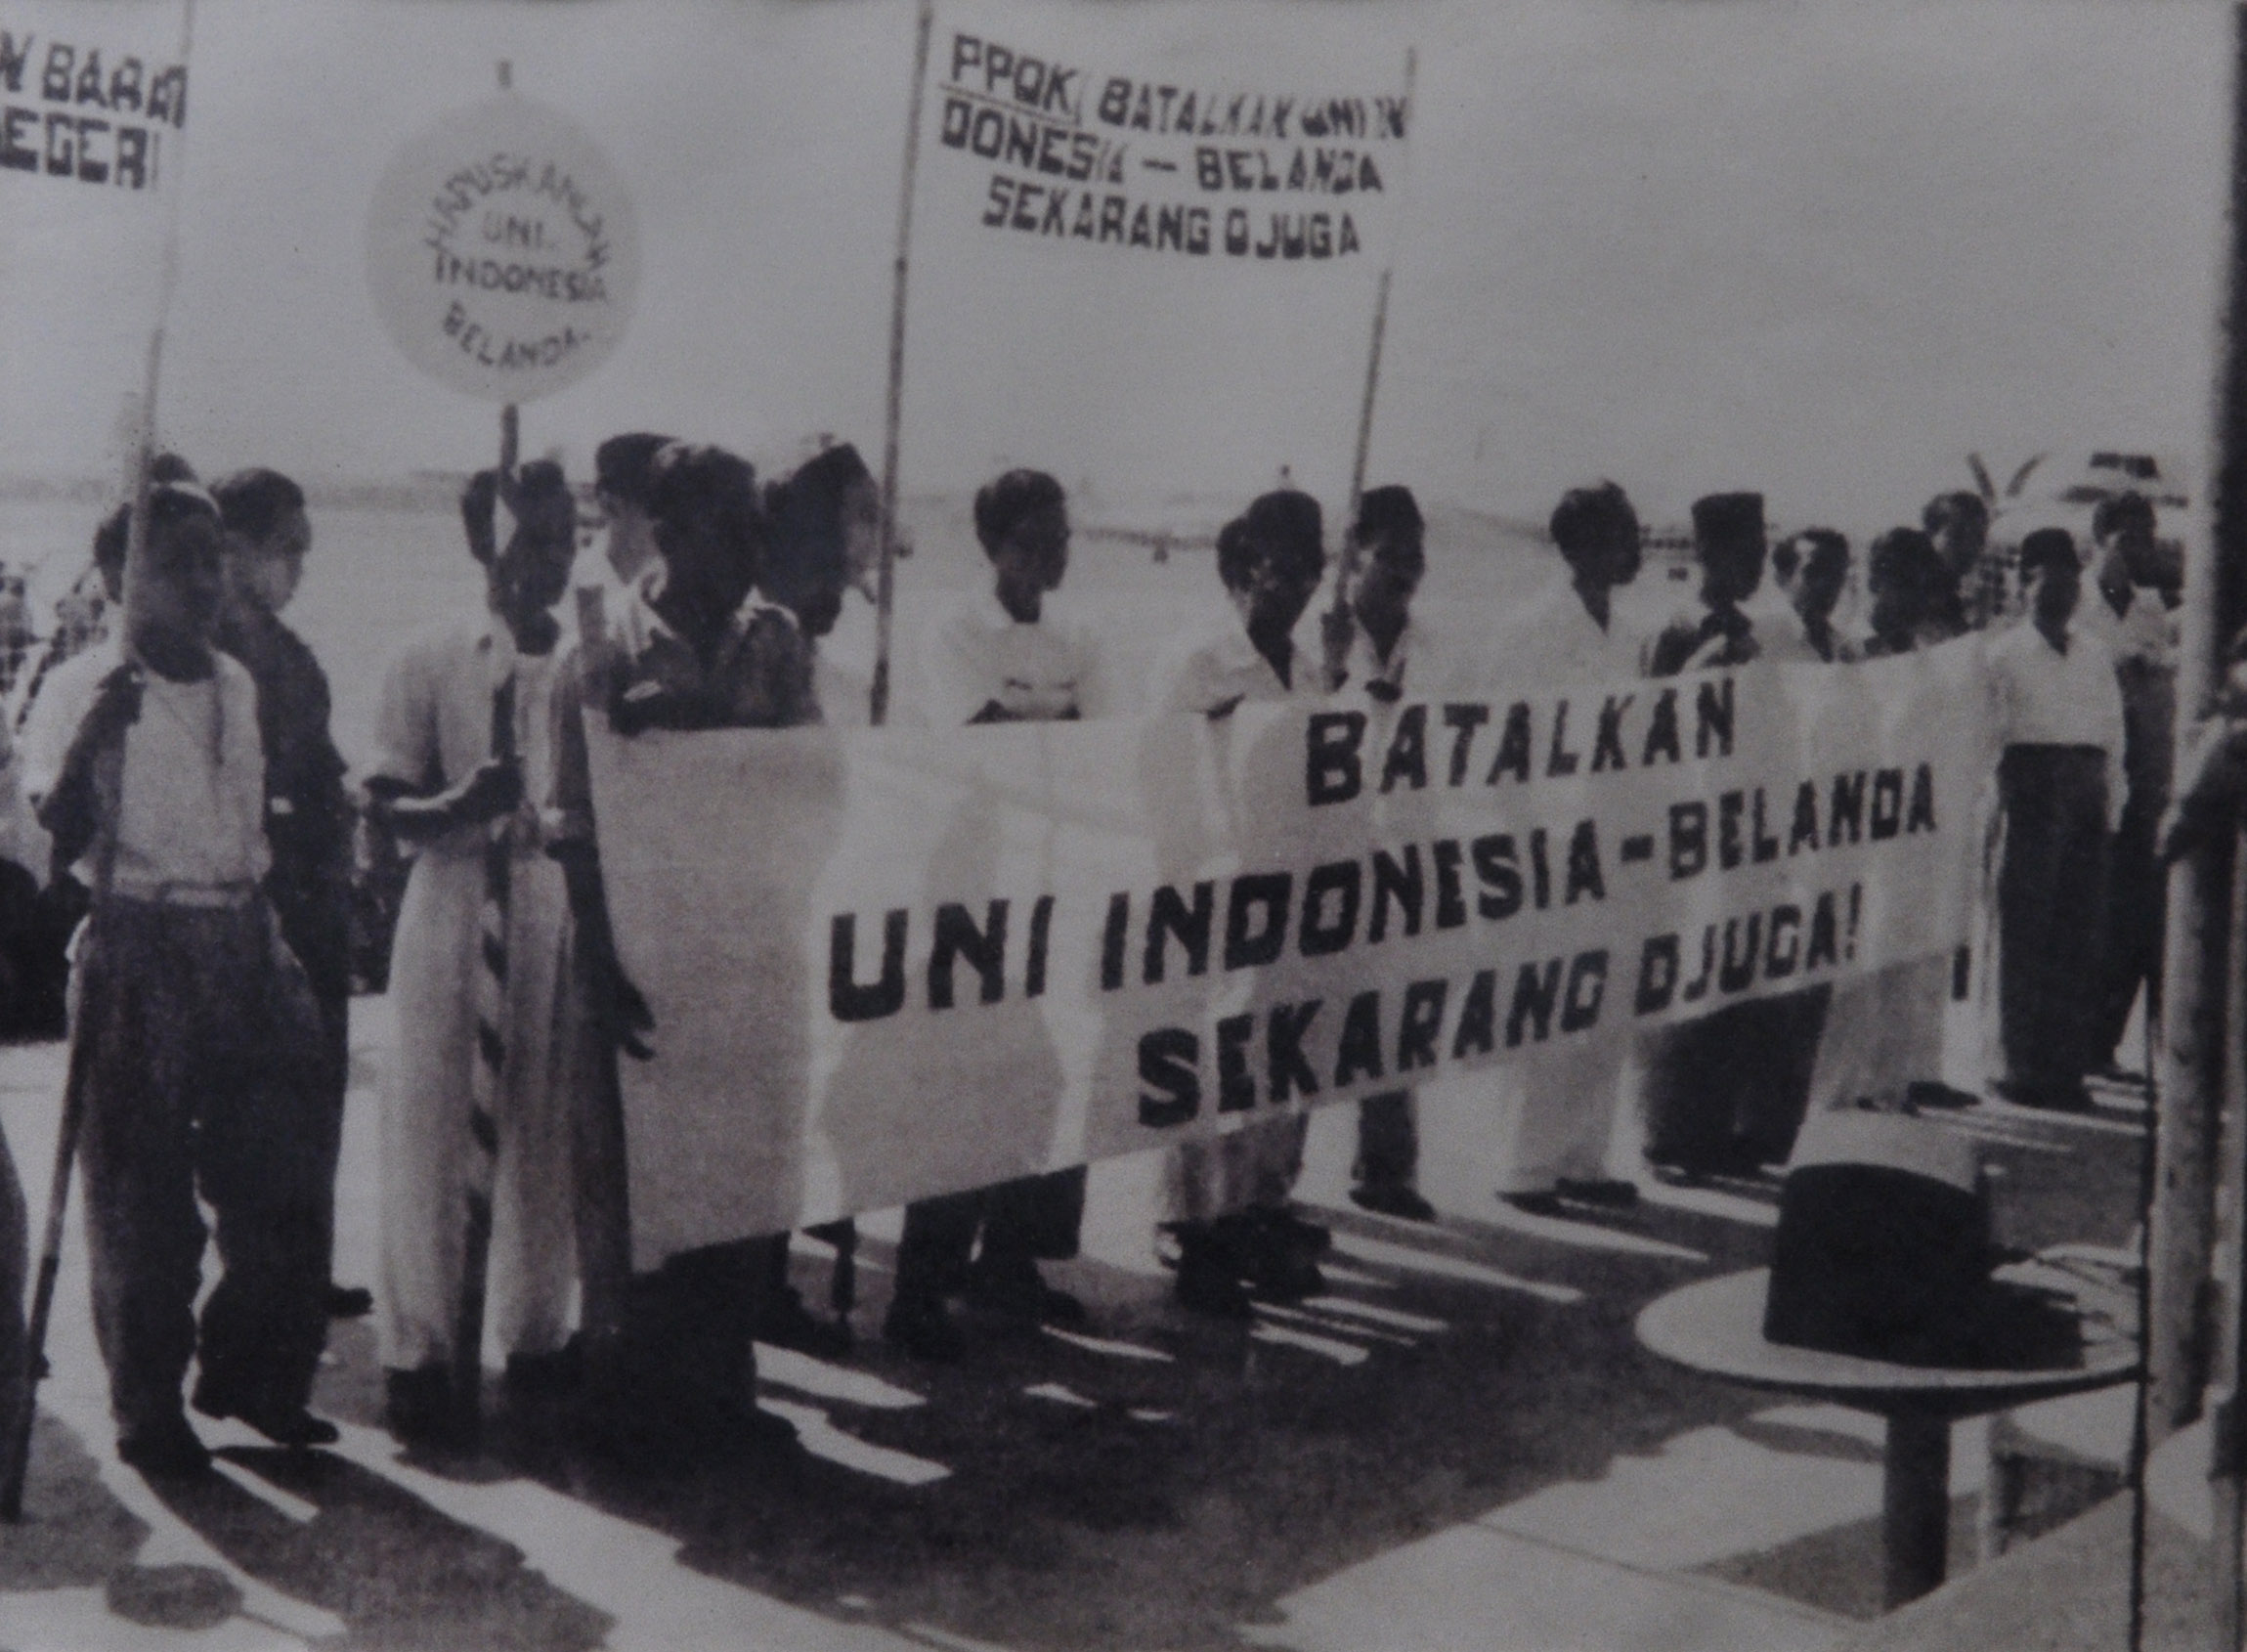 BARAT
EGERI
HAPUSKANLAH
UNI
INDONESIA
BELANDA
PPQK BATALKAN UNI IN
DONESIA — BELANDA
SEKARANG DJUGA
BATALKAN
UNI INDONESIA-BELANDA
SEKARANG DJUGA!